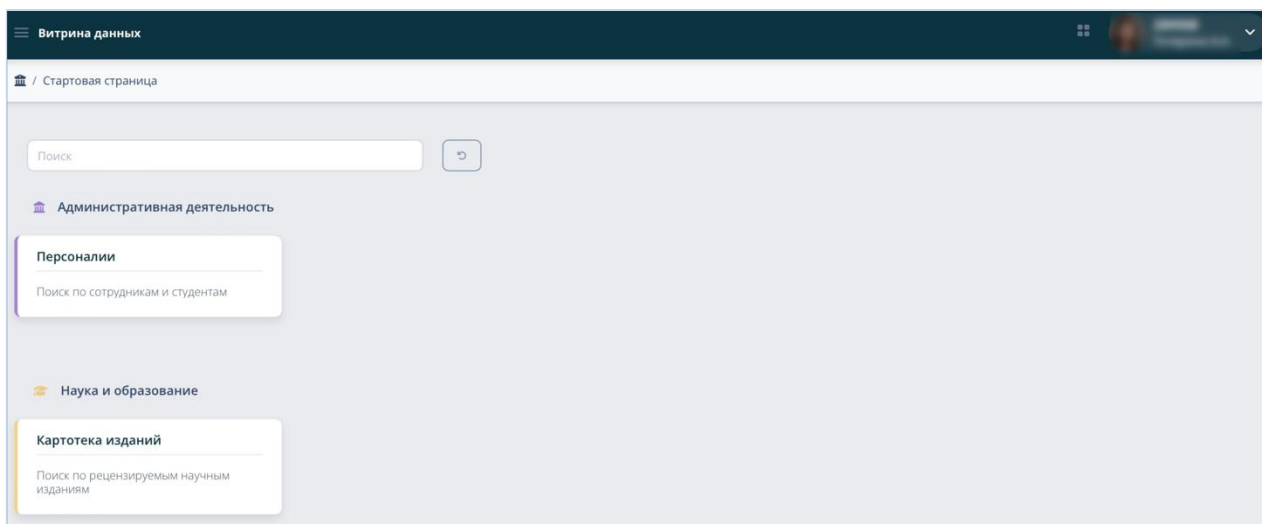 Витрина данных
/ Стартовая страница
Поиск
Административная деятельность
Персоналии
Поиск по сотрудникам и студентам
Наука и образование
Картотека изданий
Поиск по рецензируемым научным
изданиям